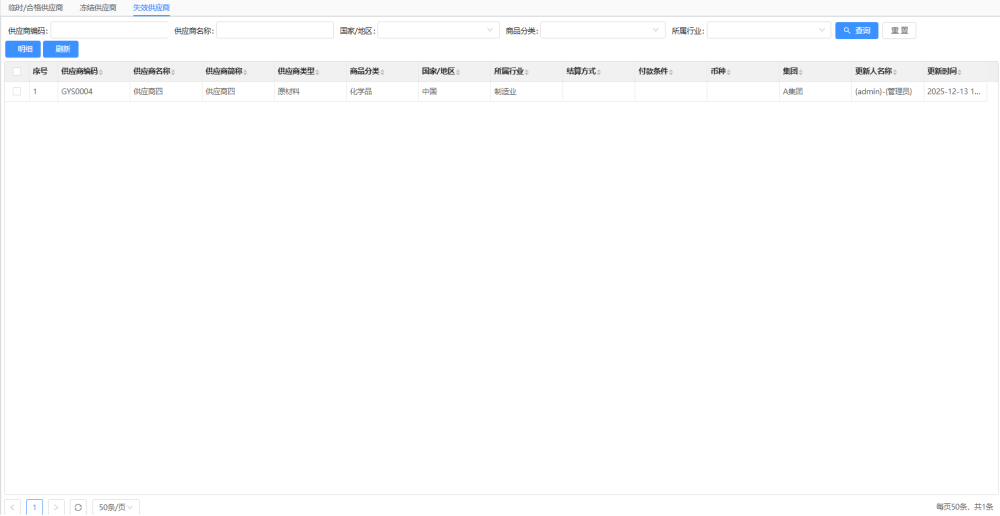 临时/合格供应商 冻结供应商 失效供应商
供应商编码: 供应商名称: 国家/地区: 商品分类: 所属行业: 查询 重 置
明细 刷新
序号 供应商编码 供应商名称 供应商简称 供应商类型 商品分类 国家/地区 所属行业 结算方式 付款条件 币种 集团 更新人名称 更新时间
1 GYS0004 供应商四 供应商四 原材料 化学品 中国 制造业 A集团 (admin)-(管理员) 2025-12-13 1...
1 50条/页 每页50条、共1条